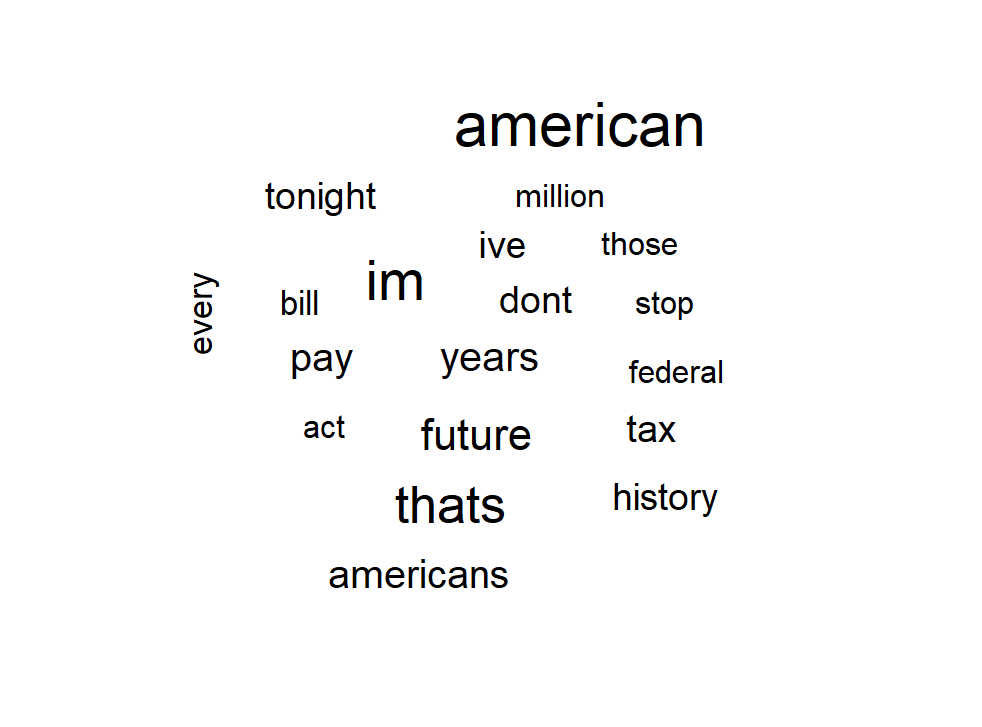 american
tonight
million
ive
those
im
every
bill
dont
stop
pay
years
federal
act
future
tax
thats
history
americans